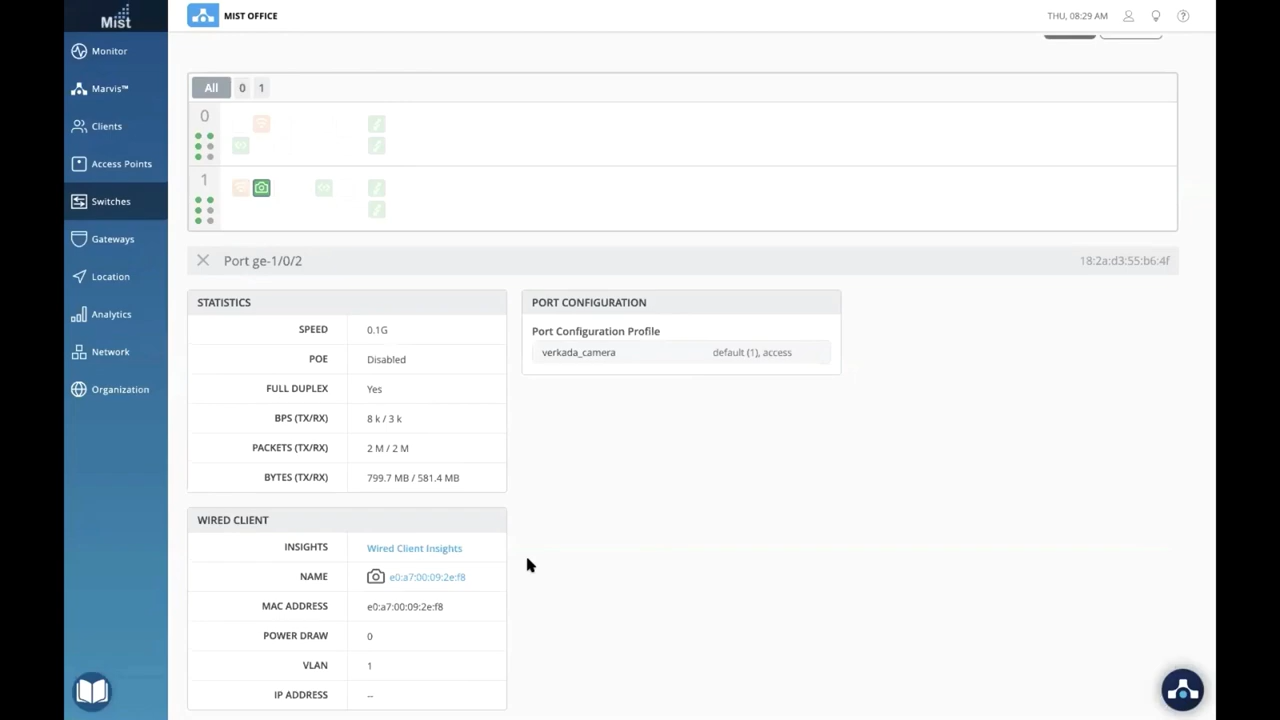 Mist
MIST OFFICE
THU, 08:29 AM
Monitor
Marvis™
Clients
Access Points
Switches
Gateways
Location
Analytics
Network
Organization
All 0 1
0
1
Port ge-1/0/2
18:2a:d3:55:b6:4f
STATISTICS
SPEED 0.1G
POE Disabled
FULL DUPLEX Yes
BPS (TX/RX) 8 k / 3 k
PACKETS (TX/RX) 2 M / 2 M
BYTES (TX/RX) 799.7 MB / 581.4 MB
PORT CONFIGURATION
Port Configuration Profile
verkada_camera default (1), access
WIRED CLIENT
INSIGHTS Wired Client Insights
NAME e0:a7:00:09:2e:f8
MAC ADDRESS e0:a7:00:09:2e:f8
POWER DRAW 0
VLAN 1
IP ADDRESS --